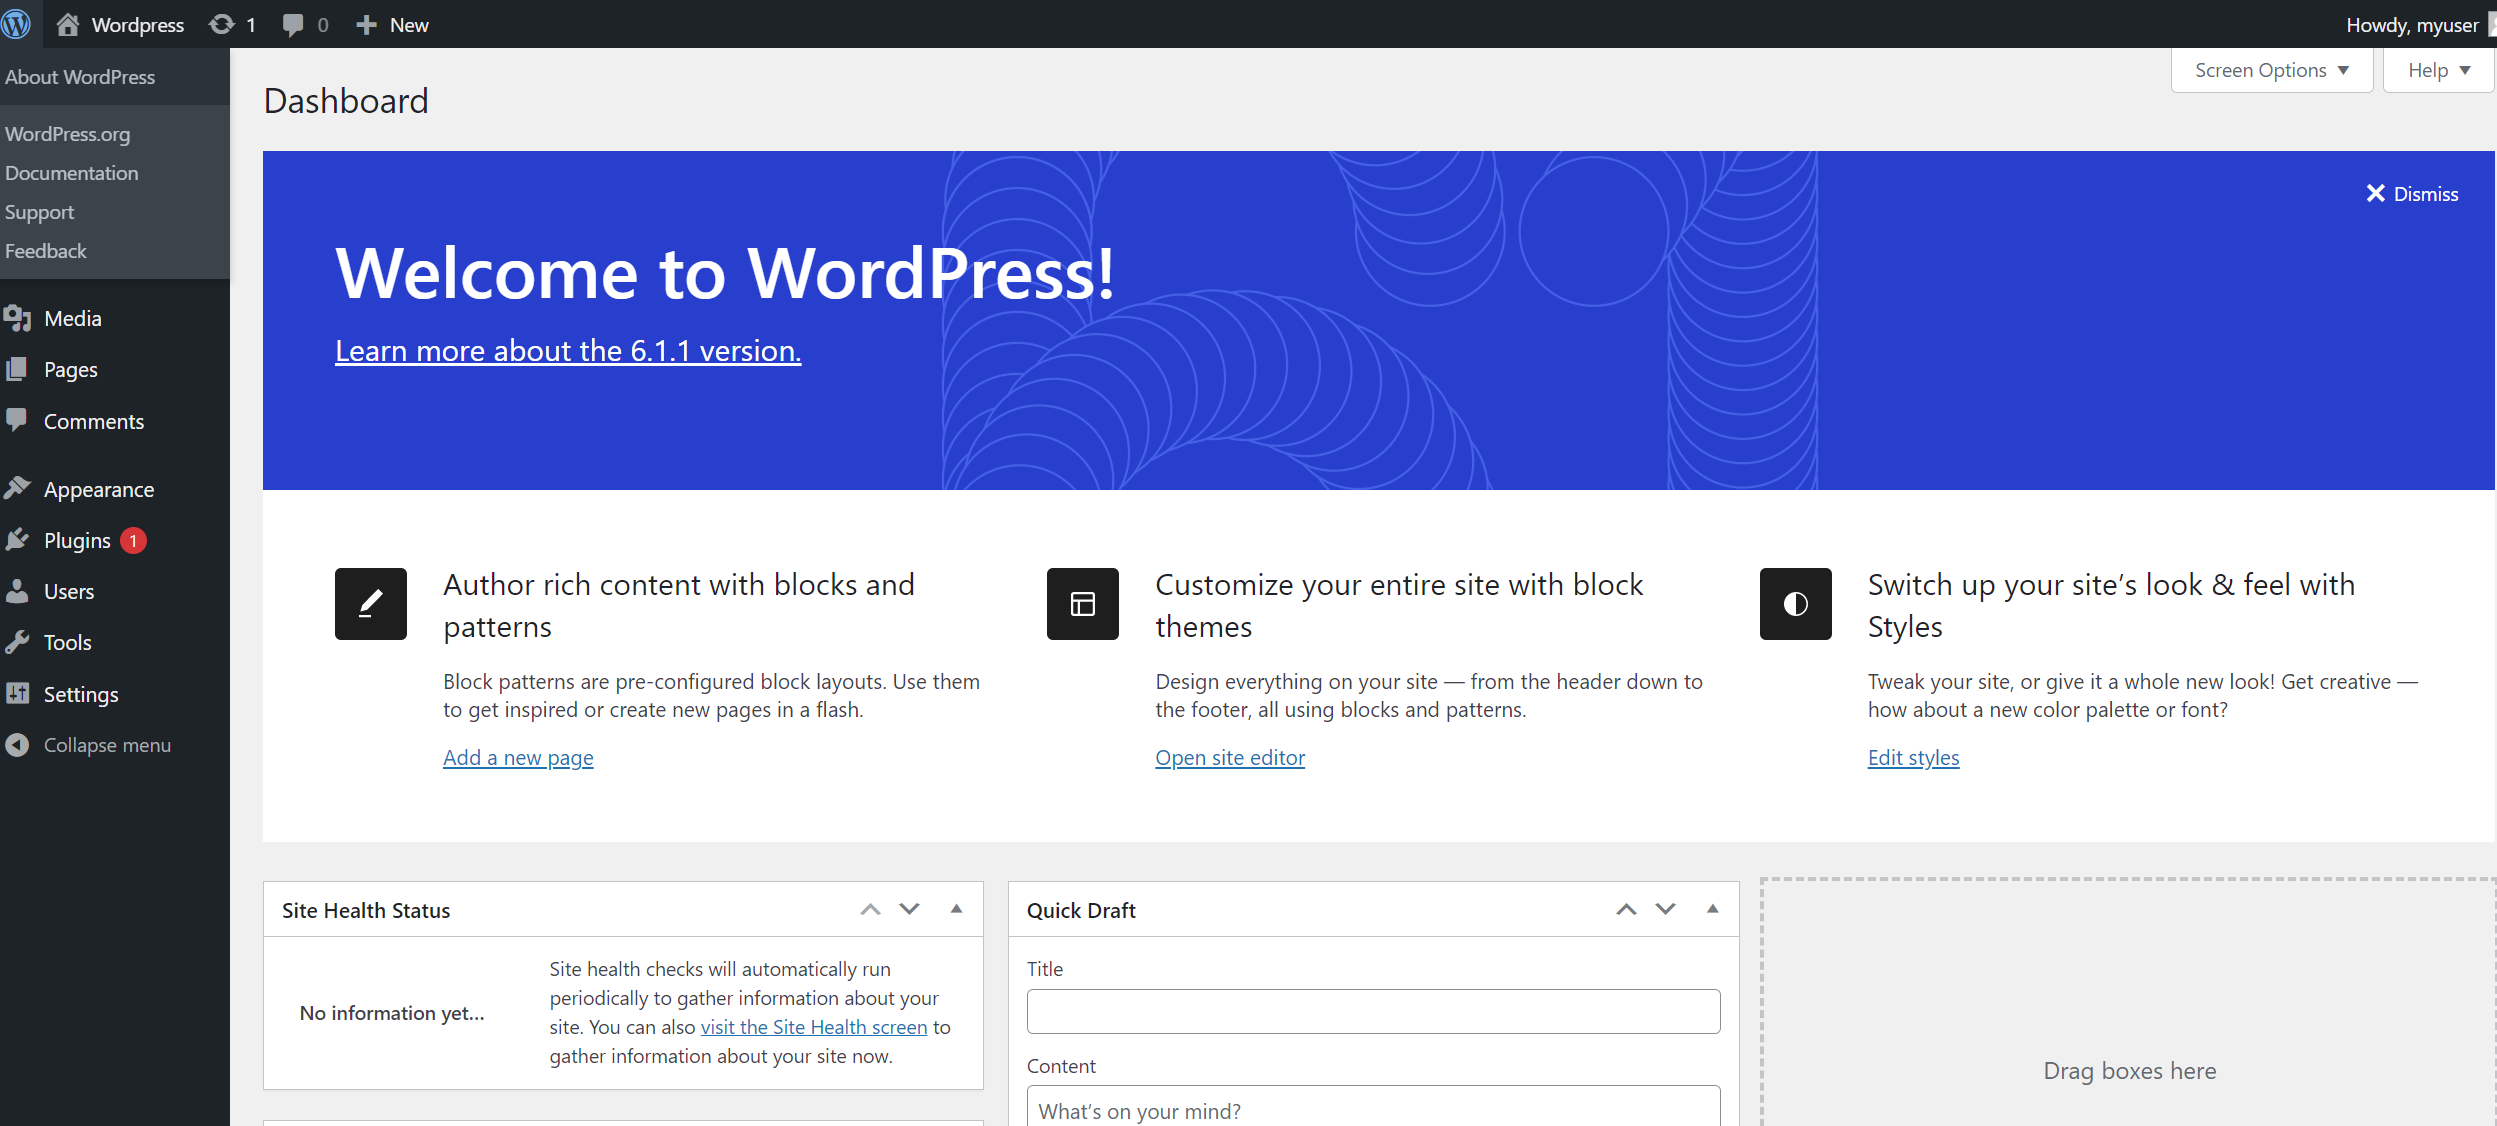 Wordpress
1
0
New
Howdy, myuser
About WordPress
WordPress.org
Documentation
Support
Feedback
Media
Pages
Comments
Appearance
Plugins 1
Users
Tools
Settings
Collapse menu
Screen Options
Help
Dashboard
Dismiss
Welcome to WordPress!
Learn more about the 6.1.1 version.
Author rich content with blocks and
patterns
Block patterns are pre-configured block layouts. Use them
to get inspired or create new pages in a flash.
Add a new page
Customize your entire site with block
themes
Design everything on your site — from the header down to
the footer, all using blocks and patterns.
Open site editor
Switch up your site’s look & feel with
Styles
Tweak your site, or give it a whole new look! Get creative —
how about a new color palette or font?
Edit styles
Site Health Status
No information yet…
Site health checks will automatically run
periodically to gather information about your
site. You can also visit the Site Health screen to
gather information about your site now.
Quick Draft
Title
Content
What’s on your mind?
Drag boxes here